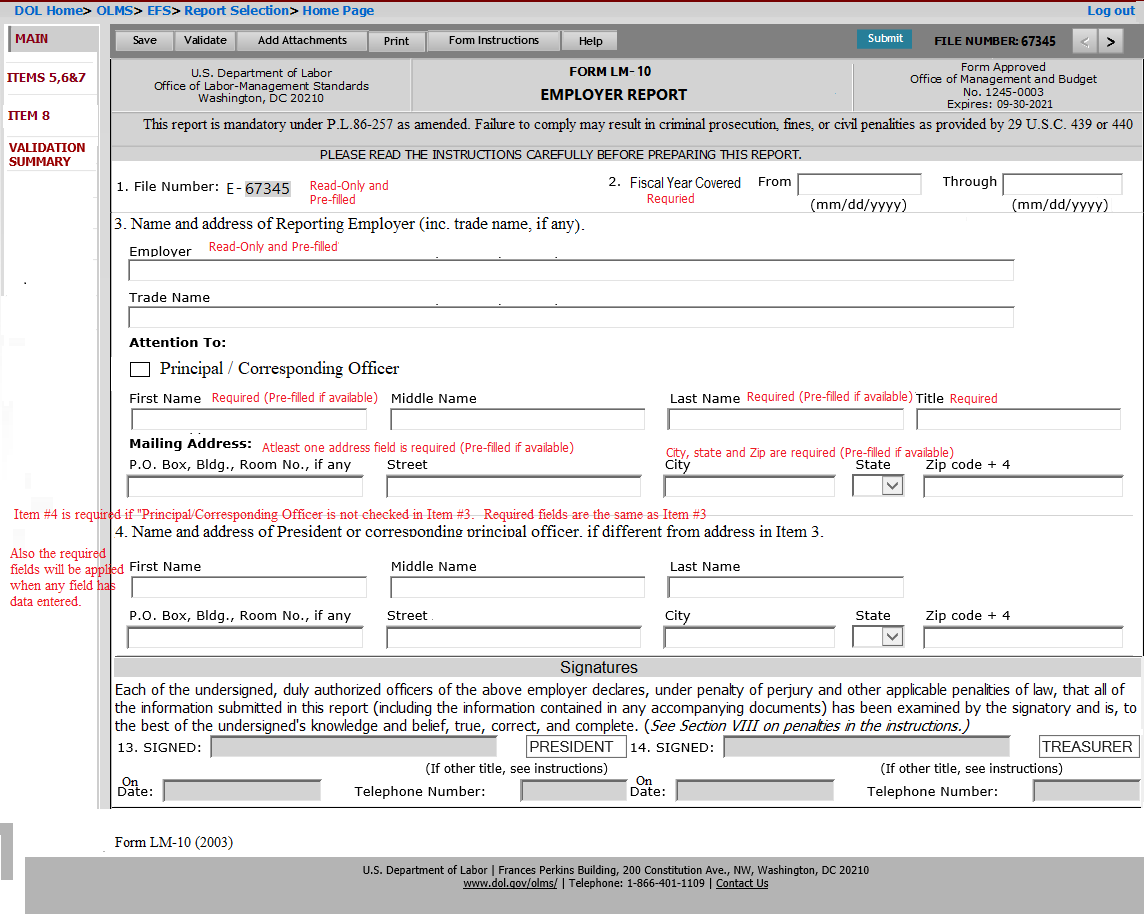 DOL Home> OLMS> EFS> Report Selection> Home Page
Log out
MAIN
ITEMS 5,6&7
ITEM 8
VALIDATION
SUMMARY
Save
Validate
Add Attachments
Print
Form Instructions
Help
Submit
FILE NUMBER: 67345
<
>
U.S. Department of Labor
Office of Labor-Management Standards
Washington, DC 20210
FORM LM- 10
EMPLOYER REPORT
Form Approved
Office of Management and Budget
No. 1245-0003
Expires: 09-30-2021
This report is mandatory under P.L.86-257 as amended. Failure to comply may result in criminal prosecution, fines, or civil penalities as provided by 29 U.S.C. 439 or 440
PLEASE READ THE INSTRUCTIONS CAREFULLY BEFORE PREPARING THIS REPORT.
1. File Number: E- 67345
Read-Only and
Pre-filled
2. Fiscal Year Covered
Requried
From
(mm/dd/yyyy)
Through
(mm/dd/yyyy)
3. Name and address of Reporting Employer (inc. trade name, if any).
Employer
Read-Only and Pre-filled
Trade Name
Attention To:
Principal / Corresponding Officer
First Name Required (Pre-filled if available)
Middle Name
Last Name Required (Pre-filled if available)
Title Required
Mailing Address: Atleast one address field is required (Pre-filled if available)
City, state and Zip are required (Pre-filled if available)
P.O. Box, Bldg., Room No., if any
Street
City
State
Zip code + 4
Item #4 is required if "Principal/Corresponding Officer is not checked in Item #3. Required fields are the same as Item #3
4. Name and address of President or corresponding principal officer, if different from address in Item 3.
Also the required
fields will be applied
when any field has
data entered.
First Name
Middle Name
Last Name
P.O. Box, Bldg., Room No., if any
Street
City
State
Zip code + 4
Signatures
Each of the undersigned, duly authorized officers of the above employer declares, under penalty of perjury and other applicable penalities of law, that all of
the information submitted in this report (including the information contained in any accompanying documents) has been examined by the signatory and is, to
the best of the undersigned's knowledge and belief, true, correct, and complete. (See Section VIII on penalties in the instructions.)
13. SIGNED:
PRESIDENT
14. SIGNED:
TREASURER
(If other title, see instructions)
(If other title, see instructions)
On
Date:
Telephone Number:
On
Date:
Telephone Number:
Form LM-10 (2003)
U.S. Department of Labor | Frances Perkins Building, 200 Constitution Ave., NW, Washington, DC 20210
www.dol.gov/olms/ | Telephone: 1-866-401-1109 | Contact Us